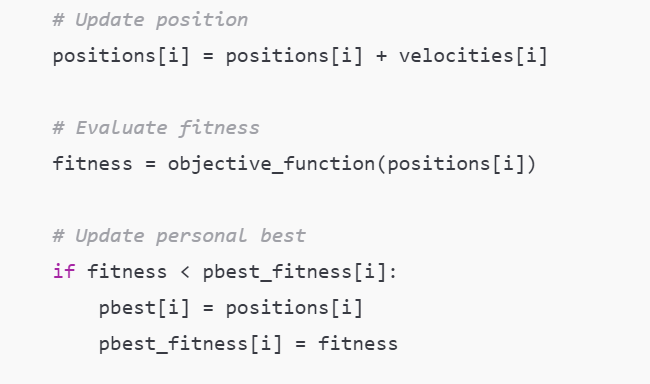 # Update position
positions[i] = positions[i] + velocities[i]
# Evaluate fitness
fitness = objective_function(positions[i])
# Update personal best
if fitness < pbest_fitness[i]:
    pbest[i] = positions[i]
    pbest_fitness[i] = fitness